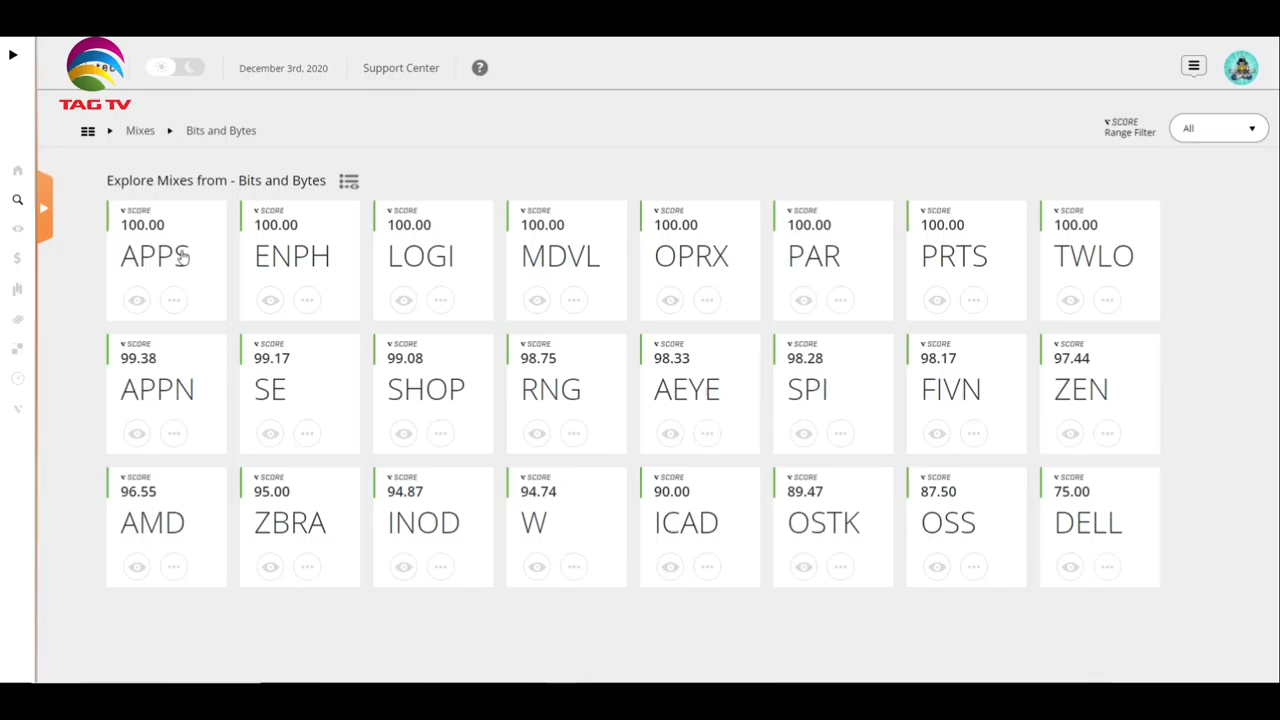 TAG TV
December 3rd, 2020
Support Center
?
Mixes
Bits and Bytes
SCORE
Range Filter
All
Explore Mixes from - Bits and Bytes
SCORE SCORE SCORE SCORE SCORE SCORE SCORE SCORE
100.00 100.00 100.00 100.00 100.00 100.00 100.00 100.00
APPS ENPH LOGI MDVL OPRX PAR PRTS TWLO
SCORE SCORE SCORE SCORE SCORE SCORE SCORE SCORE
99.38 99.17 99.08 98.75 98.33 98.28 98.17 97.44
APPN SE SHOP RNG AEYE SPI FIVN ZEN
SCORE SCORE SCORE SCORE SCORE SCORE SCORE SCORE
96.55 95.00 94.87 94.74 90.00 89.47 87.50 75.00
AMD ZBRA INOD W ICAD OSTK OSS DELL